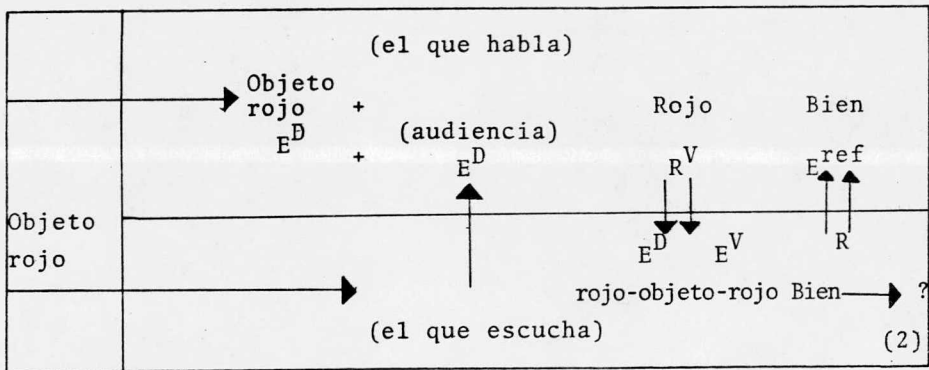 (el que habla)
Objeto
rojo +
E^D
Rojo Bien
(audiencia)
+ E^D R^V E^ref
Objeto
rojo
E^D E^V R
rojo-objeto-rojo Bien ?
(el que escucha)
(2)